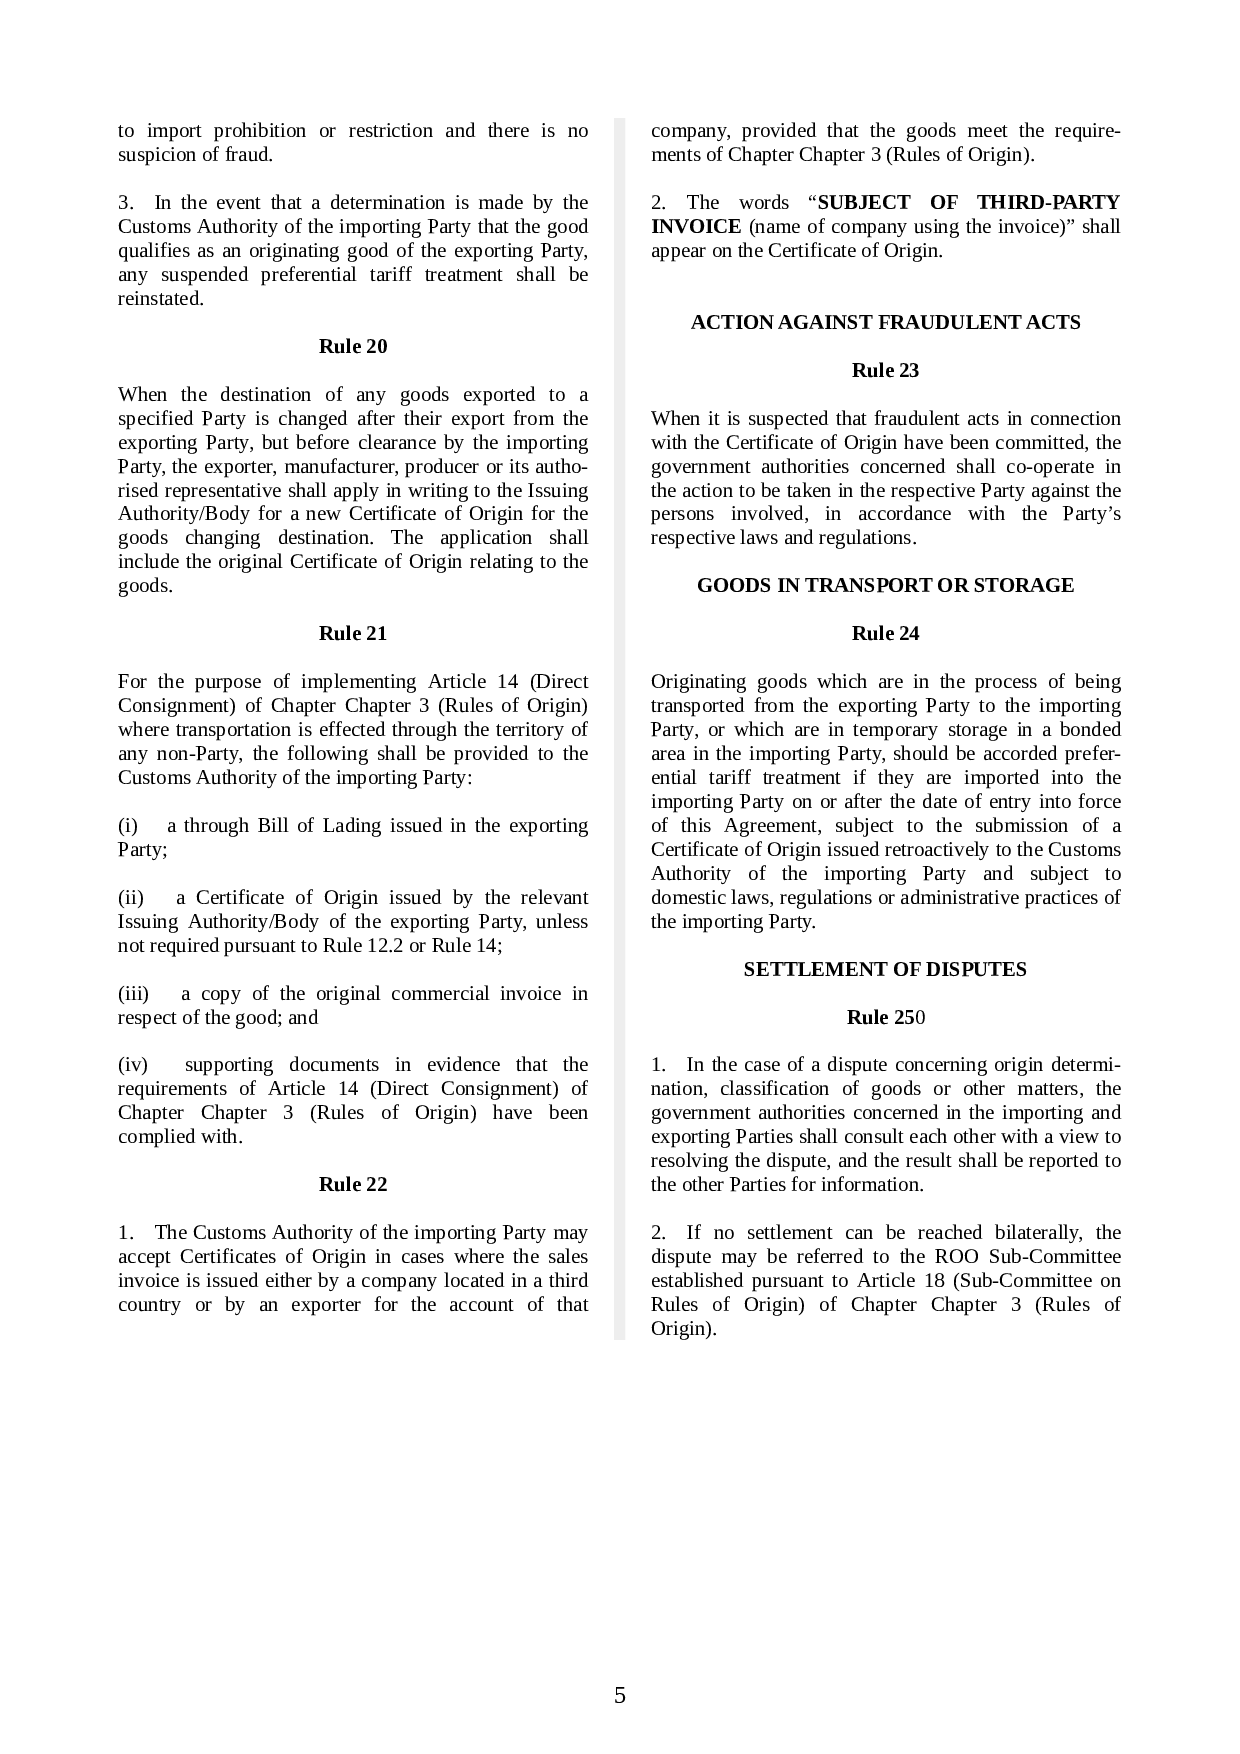 to import prohibition or restriction and there is no
suspicion of fraud.
3. In the event that a determination is made by the
Customs Authority of the importing Party that the good
qualifies as an originating good of the exporting Party,
any suspended preferential tariff treatment shall be
reinstated.
Rule 20
When the destination of any goods exported to a
specified Party is changed after their export from the
exporting Party, but before clearance by the importing
Party, the exporter, manufacturer, producer or its autho-
rised representative shall apply in writing to the Issuing
Authority/Body for a new Certificate of Origin for the
goods changing destination. The application shall
include the original Certificate of Origin relating to the
goods.
Rule 21
For the purpose of implementing Article 14 (Direct
Consignment) of Chapter Chapter 3 (Rules of Origin)
where transportation is effected through the territory of
any non-Party, the following shall be provided to the
Customs Authority of the importing Party:
(i) a through Bill of Lading issued in the exporting
Party;
(ii) a Certificate of Origin issued by the relevant
Issuing Authority/Body of the exporting Party, unless
not required pursuant to Rule 12.2 or Rule 14;
(iii) a copy of the original commercial invoice in
respect of the good; and
(iv) supporting documents in evidence that the
requirements of Article 14 (Direct Consignment) of
Chapter Chapter 3 (Rules of Origin) have been
complied with.
Rule 22
1. The Customs Authority of the importing Party may
accept Certificates of Origin in cases where the sales
invoice is issued either by a company located in a third
country or by an exporter for the account of that
company, provided that the goods meet the require-
ments of Chapter Chapter 3 (Rules of Origin).
2. The words “SUBJECT OF THIRD-PARTY
INVOICE (name of company using the invoice)” shall
appear on the Certificate of Origin.
ACTION AGAINST FRAUDULENT ACTS
Rule 23
When it is suspected that fraudulent acts in connection
with the Certificate of Origin have been committed, the
government authorities concerned shall co-operate in
the action to be taken in the respective Party against the
persons involved, in accordance with the Party’s
respective laws and regulations.
GOODS IN TRANSPORT OR STORAGE
Rule 24
Originating goods which are in the process of being
transported from the exporting Party to the importing
Party, or which are in temporary storage in a bonded
area in the importing Party, should be accorded prefer-
ential tariff treatment if they are imported into the
importing Party on or after the date of entry into force
of this Agreement, subject to the submission of a
Certificate of Origin issued retroactively to the Customs
Authority of the importing Party and subject to
domestic laws, regulations or administrative practices of
the importing Party.
SETTLEMENT OF DISPUTES
Rule 250
1. In the case of a dispute concerning origin determi-
nation, classification of goods or other matters, the
government authorities concerned in the importing and
exporting Parties shall consult each other with a view to
resolving the dispute, and the result shall be reported to
the other Parties for information.
2. If no settlement can be reached bilaterally, the
dispute may be referred to the ROO Sub-Committee
established pursuant to Article 18 (Sub-Committee on
Rules of Origin) of Chapter Chapter 3 (Rules of
Origin).
5